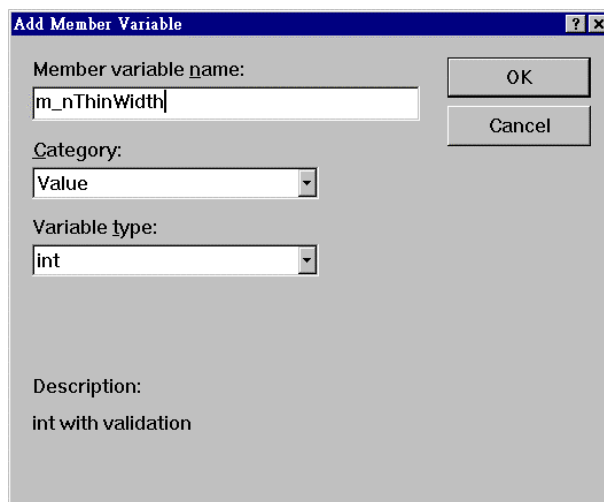 Add Member Variable
Member variable name:
m_nThinWidth
OK
Cancel
Category:
Value
Variable type:
int
Description:
int with validation